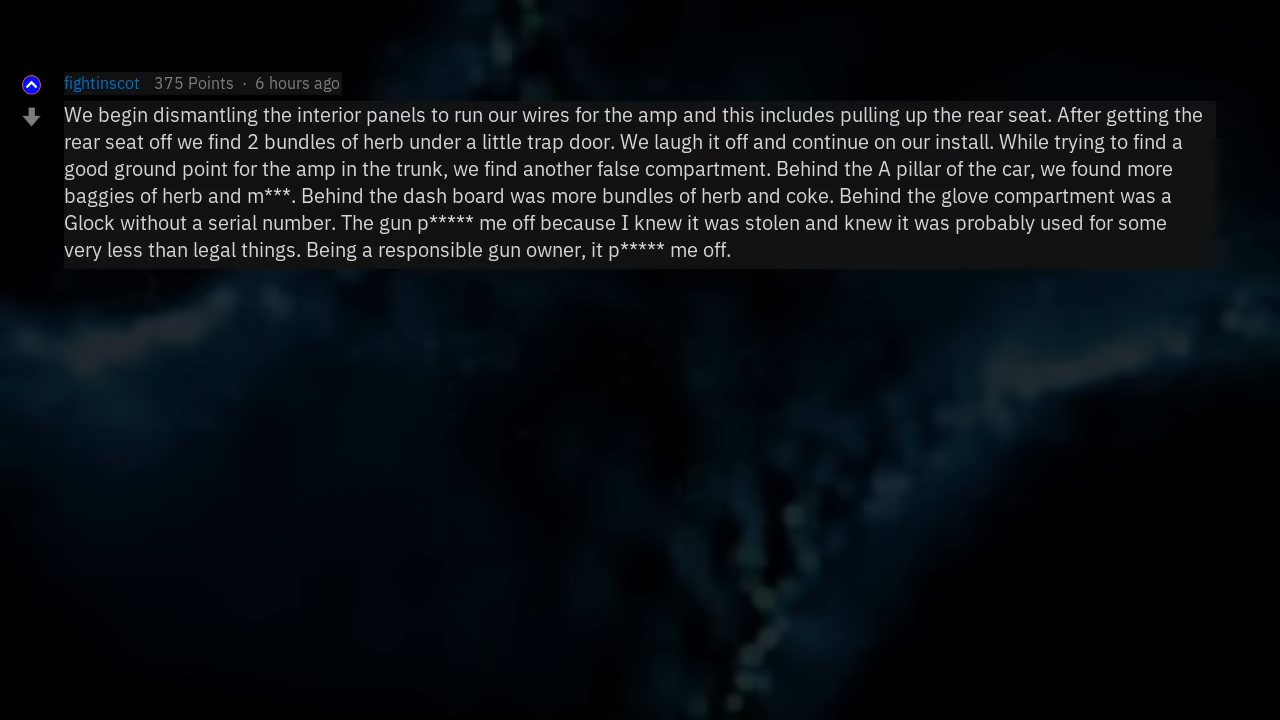 fightinscot 375 Points · 6 hours ago
We begin dismantling the interior panels to run our wires for the amp and this includes pulling up the rear seat. After getting the
rear seat off we find 2 bundles of herb under a little trap door. We laugh it off and continue on our install. While trying to find a
good ground point for the amp in the trunk, we find another false compartment. Behind the A pillar of the car, we found more
baggies of herb and m***. Behind the dash board was more bundles of herb and coke. Behind the glove compartment was a
Glock without a serial number. The gun p***** me off because I knew it was stolen and knew it was probably used for some
very less than legal things. Being a responsible gun owner, it p***** me off.